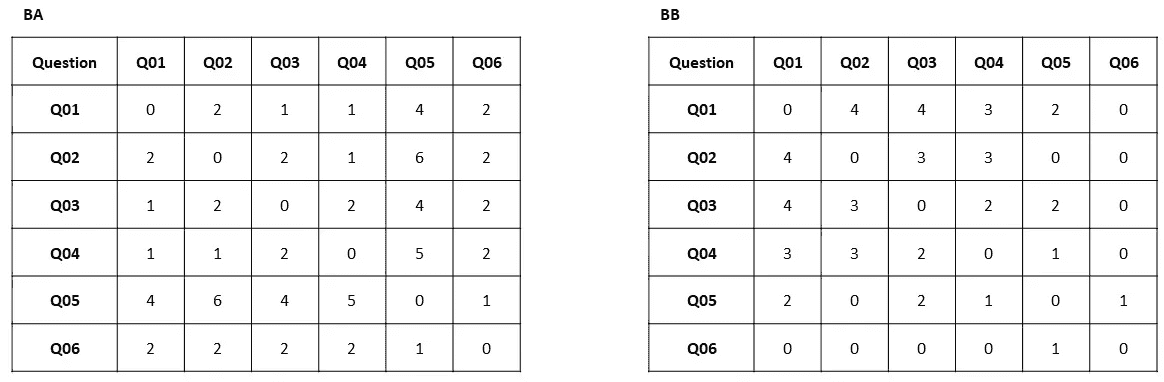 BA
Question Q01 Q02 Q03 Q04 Q05 Q06
Q01 0 2 1 1 4 2
Q02 2 0 2 1 6 2
Q03 1 2 0 2 4 2
Q04 1 1 2 0 5 2
Q05 4 6 4 5 0 1
Q06 2 2 2 2 1 0
BB
Question Q01 Q02 Q03 Q04 Q05 Q06
Q01 0 4 4 3 2 0
Q02 4 0 3 3 0 0
Q03 4 3 0 2 2 0
Q04 3 3 2 0 1 0
Q05 2 0 2 1 0 1
Q06 0 0 0 0 1 0